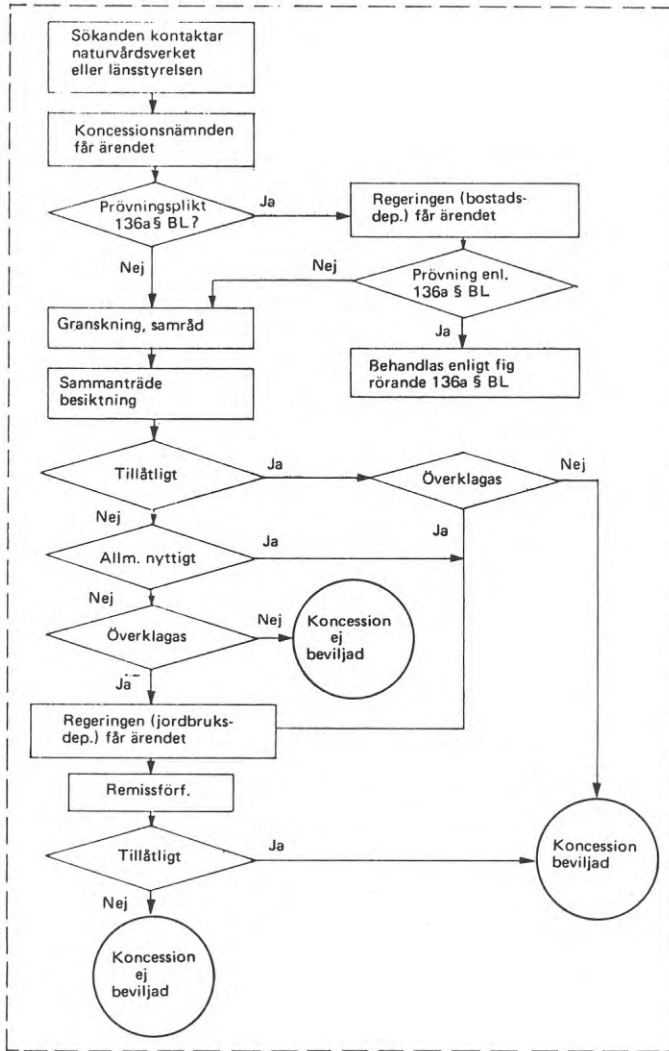 Sökanden kontaktar
naturvårdsverket
eller länsstyrelsen
Koncessionsnämnden
får ärendet
Prövningsplikt
136a § BL?
Ja
Regeringen (bostads-
dep.) får ärendet
Nej
Nej
Prövning enl.
136a § BL
Granskning, samråd
Ja
Behandlas enligt fig
rörande 136a § BL
Sammanträde
besiktning
Tillåtligt
Ja
Överklagas
Nej
Nej
Ja
Allm. nyttigt
Ja
Nej
Överklagas
Nej
Koncession
ej
beviljad
Ja
Regeringen (jordbruks-
dep.) får ärendet
Remissförf.
Tillåtligt
Ja
Koncession
beviljad
Nej
Koncession
ej
beviljad